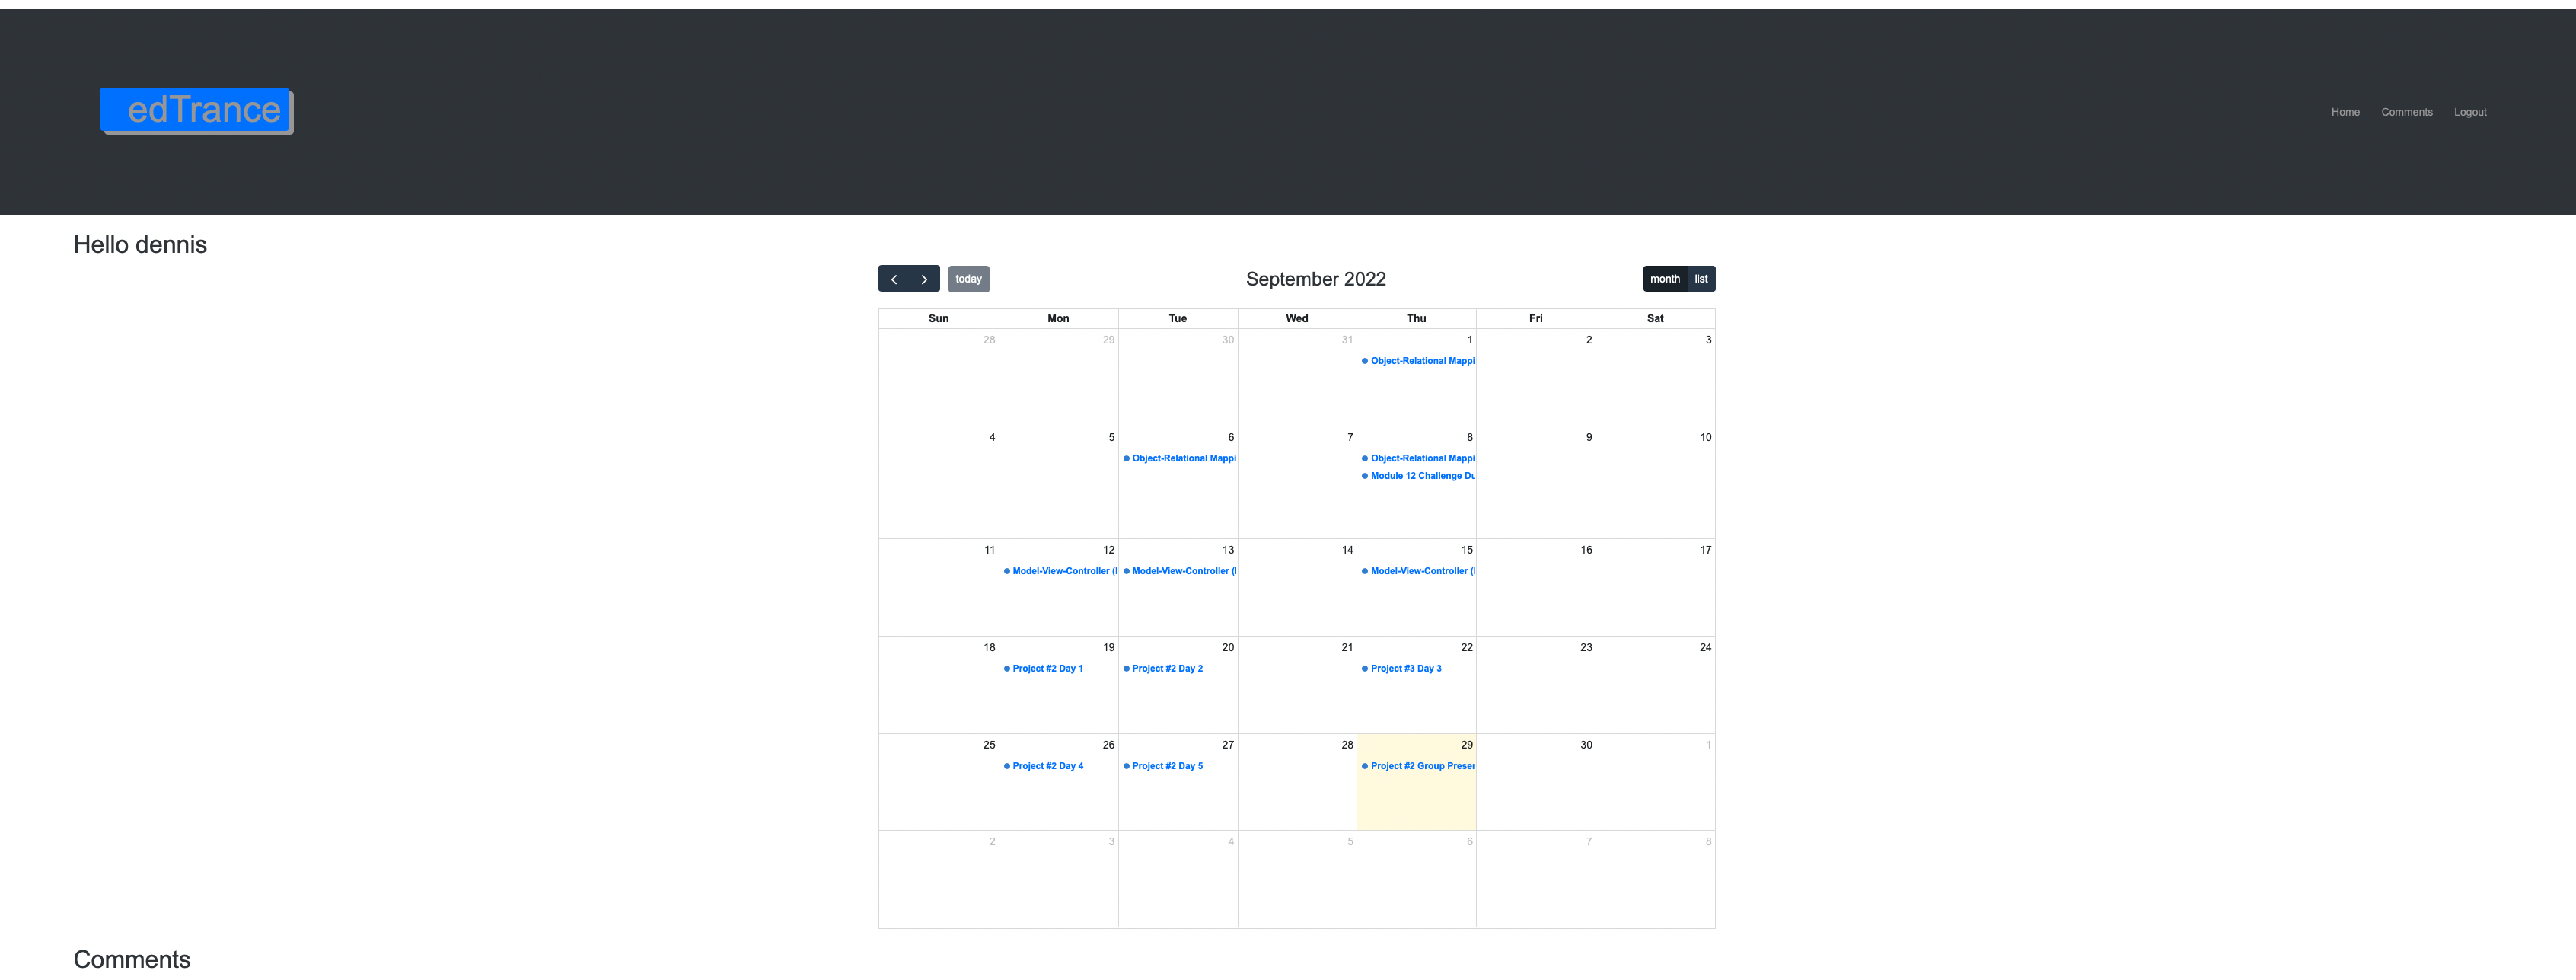 edTrance
Home Comments Logout
Hello dennis
today September 2022 month list
Sun Mon Tue Wed Thu Fri Sat
28 29 30 31 1 2 3
Object-Relational Mappi
4 5 6 7 8 9 10
Object-Relational Mappi Object-Relational Mappi
Module 12 Challenge Du
11 12 13 14 15 16 17
Model-View-Controller ( Model-View-Controller ( Model-View-Controller (
18 19 20 21 22 23 24
Project #2 Day 1 Project #2 Day 2 Project #3 Day 3
25 26 27 28 29 30 1
Project #2 Day 4 Project #2 Day 5 Project #2 Group Presen
2 3 4 5 6 7 8
Comments